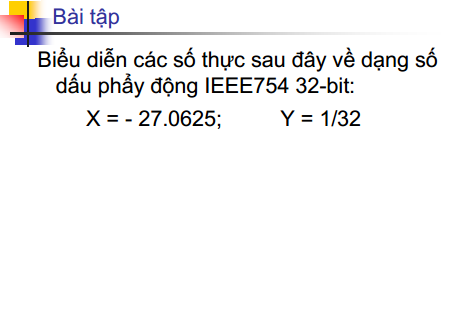 Bài tập
Biểu diễn các số thực sau đây về dạng số
dấu phẩy động IEEE754 32-bit:
X = - 27.0625; Y = 1/32